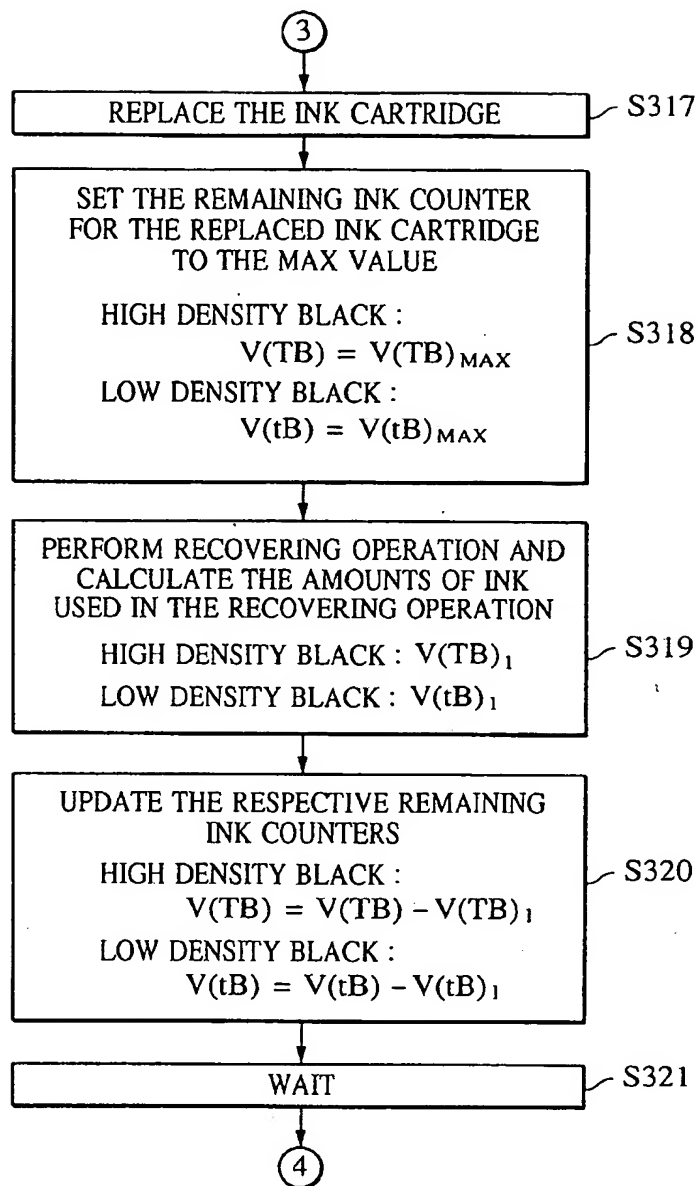 3
REPLACE THE INK CARTRIDGE
S317
SET THE REMAINING INK COUNTER
FOR THE REPLACED INK CARTRIDGE
TO THE MAX VALUE
HIGH DENSITY BLACK :
V(TB) = V(TB)MAX
LOW DENSITY BLACK :
V(tB) = V(tB)MAX
S318
PERFORM RECOVERING OPERATION AND
CALCULATE THE AMOUNTS OF INK
USED IN THE RECOVERING OPERATION
HIGH DENSITY BLACK : V(TB)1
LOW DENSITY BLACK : V(tB)1
S319
UPDATE THE RESPECTIVE REMAINING
INK COUNTERS
HIGH DENSITY BLACK :
V(TB) = V(TB) – V(TB)1
LOW DENSITY BLACK :
V(tB) = V(tB) – V(tB)1
S320
WAIT
S321
4